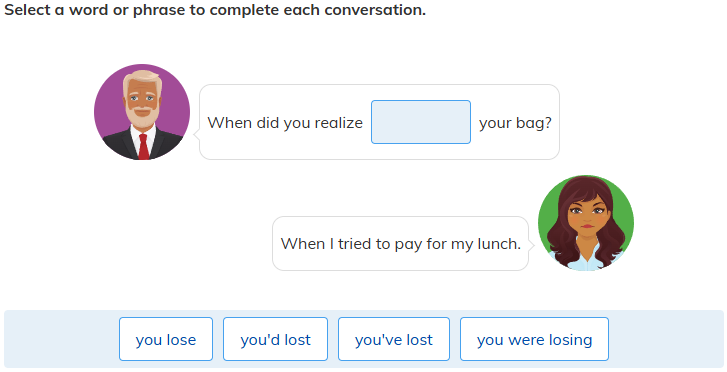 Select a word or phrase to complete each conversation.
When did you realize your bag?
When I tried to pay for my lunch.
you lose you'd lost you've lost you were losing